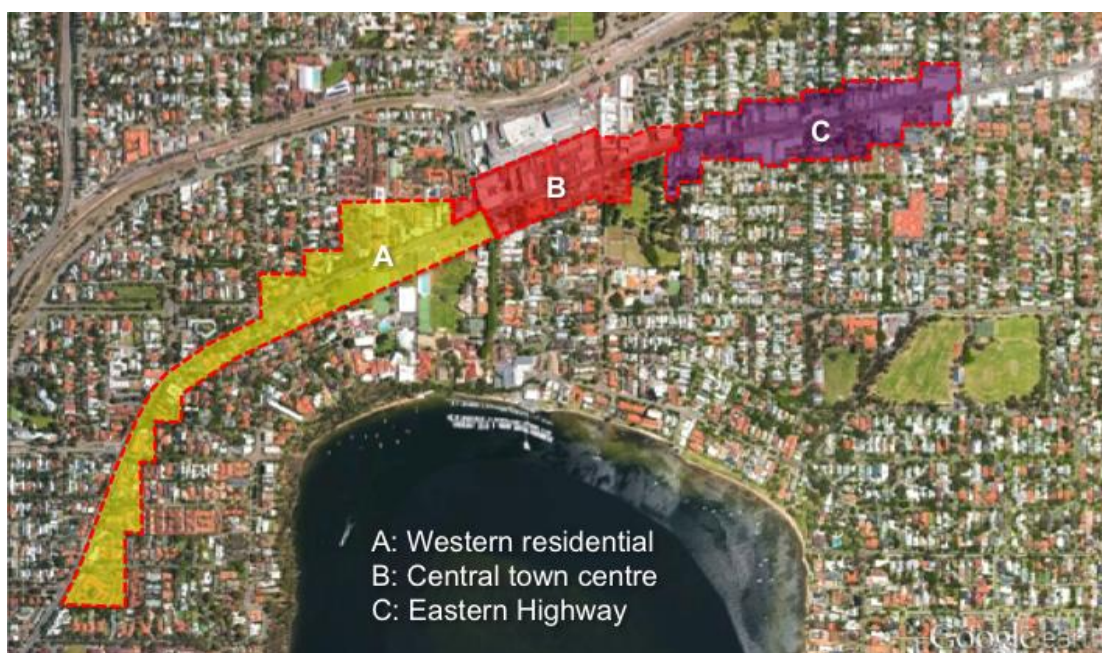 C
B
A
A: Western residential
B: Central town centre
C: Eastern Highway
Google earth